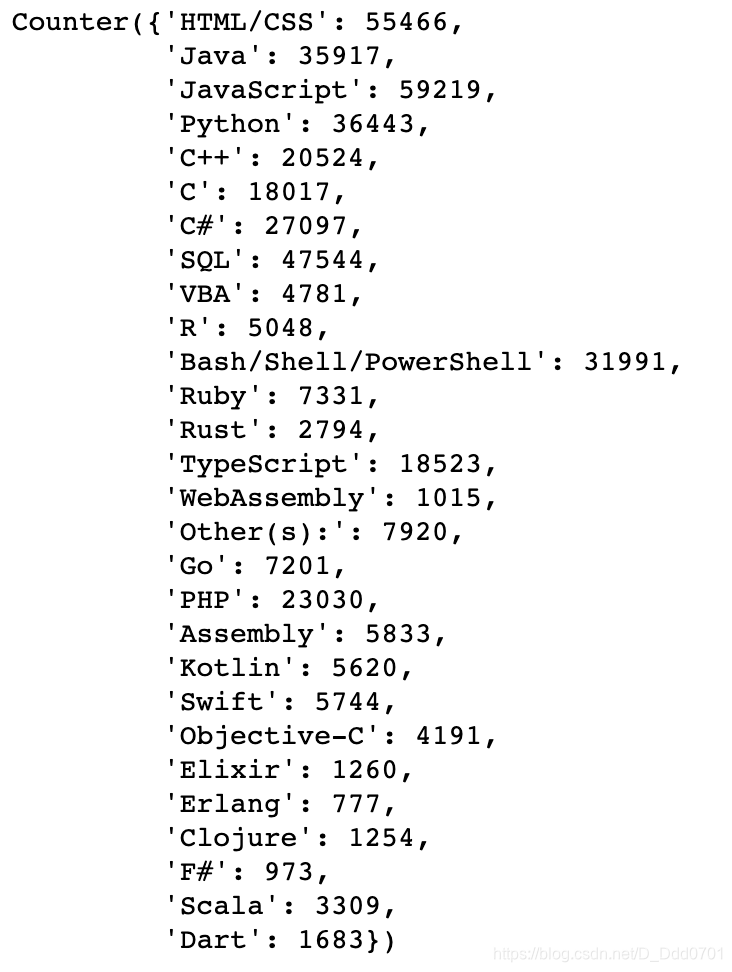 Counter({'HTML/CSS': 55466,
'Java': 35917,
'JavaScript': 59219,
'Python': 36443,
'C++': 20524,
'C': 18017,
'C#': 27097,
'SQL': 47544,
'VBA': 4781,
'R': 5048,
'Bash/Shell/PowerShell': 31991,
'Ruby': 7331,
'Rust': 2794,
'TypeScript': 18523,
'WebAssembly': 1015,
'Other(s):': 7920,
'Go': 7201,
'PHP': 23030,
'Assembly': 5833,
'Kotlin': 5620,
'Swift': 5744,
'Objective-C': 4191,
'Elixir': 1260,
'Erlang': 777,
'Clojure': 1254,
'F#': 973,
'Scala': 3309,
'Dart': 1683})
https://blog.csdn.net/D_Ddd0701